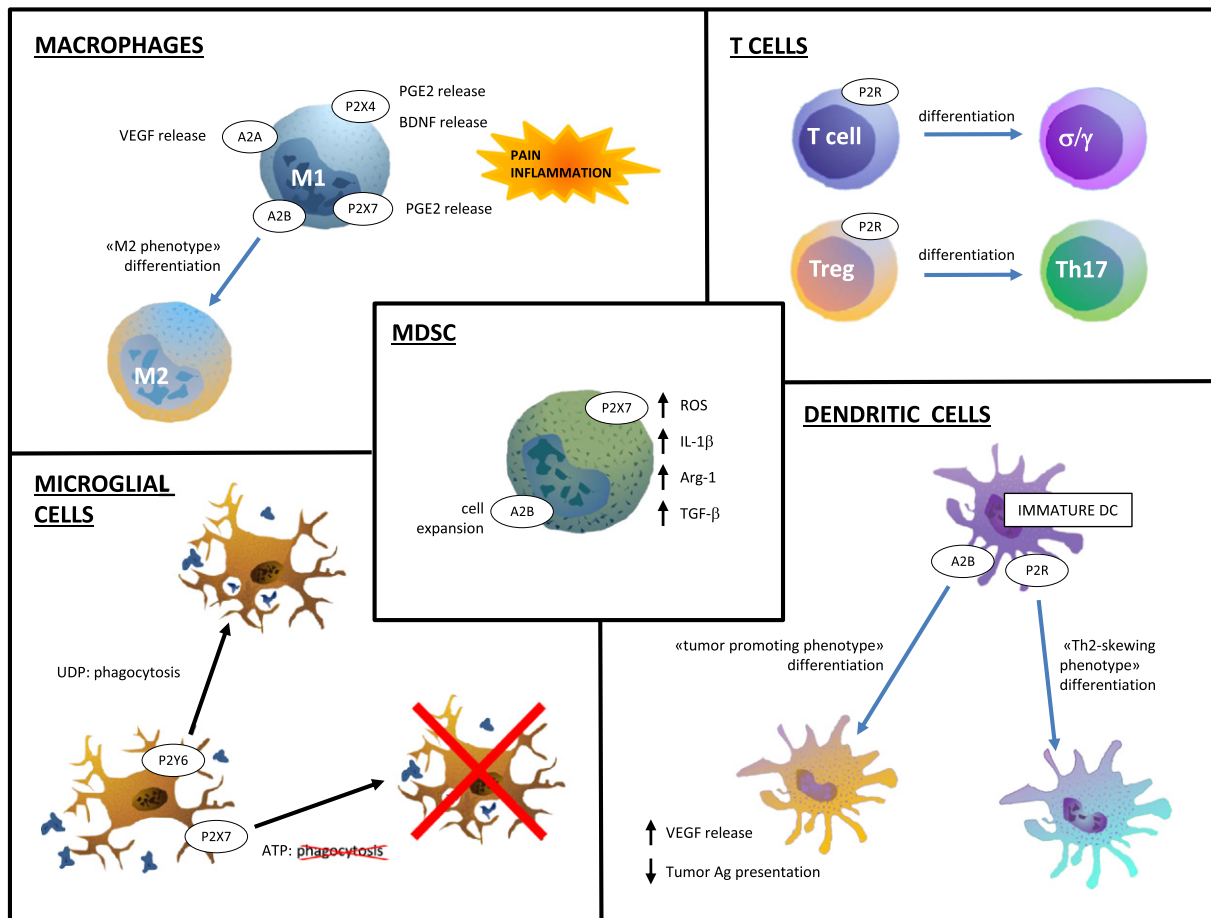 MACROPHAGES
P2X4
PGE2 release
BDNF release
VEGF release
A2A
PAIN
INFLAMMATION
M1
A2B
P2X7
PGE2 release
«M2 phenotype»
differentiation
M2
T CELLS
P2R
T cell
differentiation
σ/γ
P2R
Treg
differentiation
Th17
MDSC
P2X7
ROS
IL-1β
Arg-1
TGF-β
cell
expansion
A2B
DENDRITIC CELLS
IMMATURE DC
A2B
P2R
«tumor promoting phenotype»
differentiation
«Th2-skewing
phenotype»
differentiation
VEGF release
Tumor Ag presentation
MICROGLIAL
CELLS
UDP: phagocytosis
P2Y6
P2X7
ATP: phagocytosis